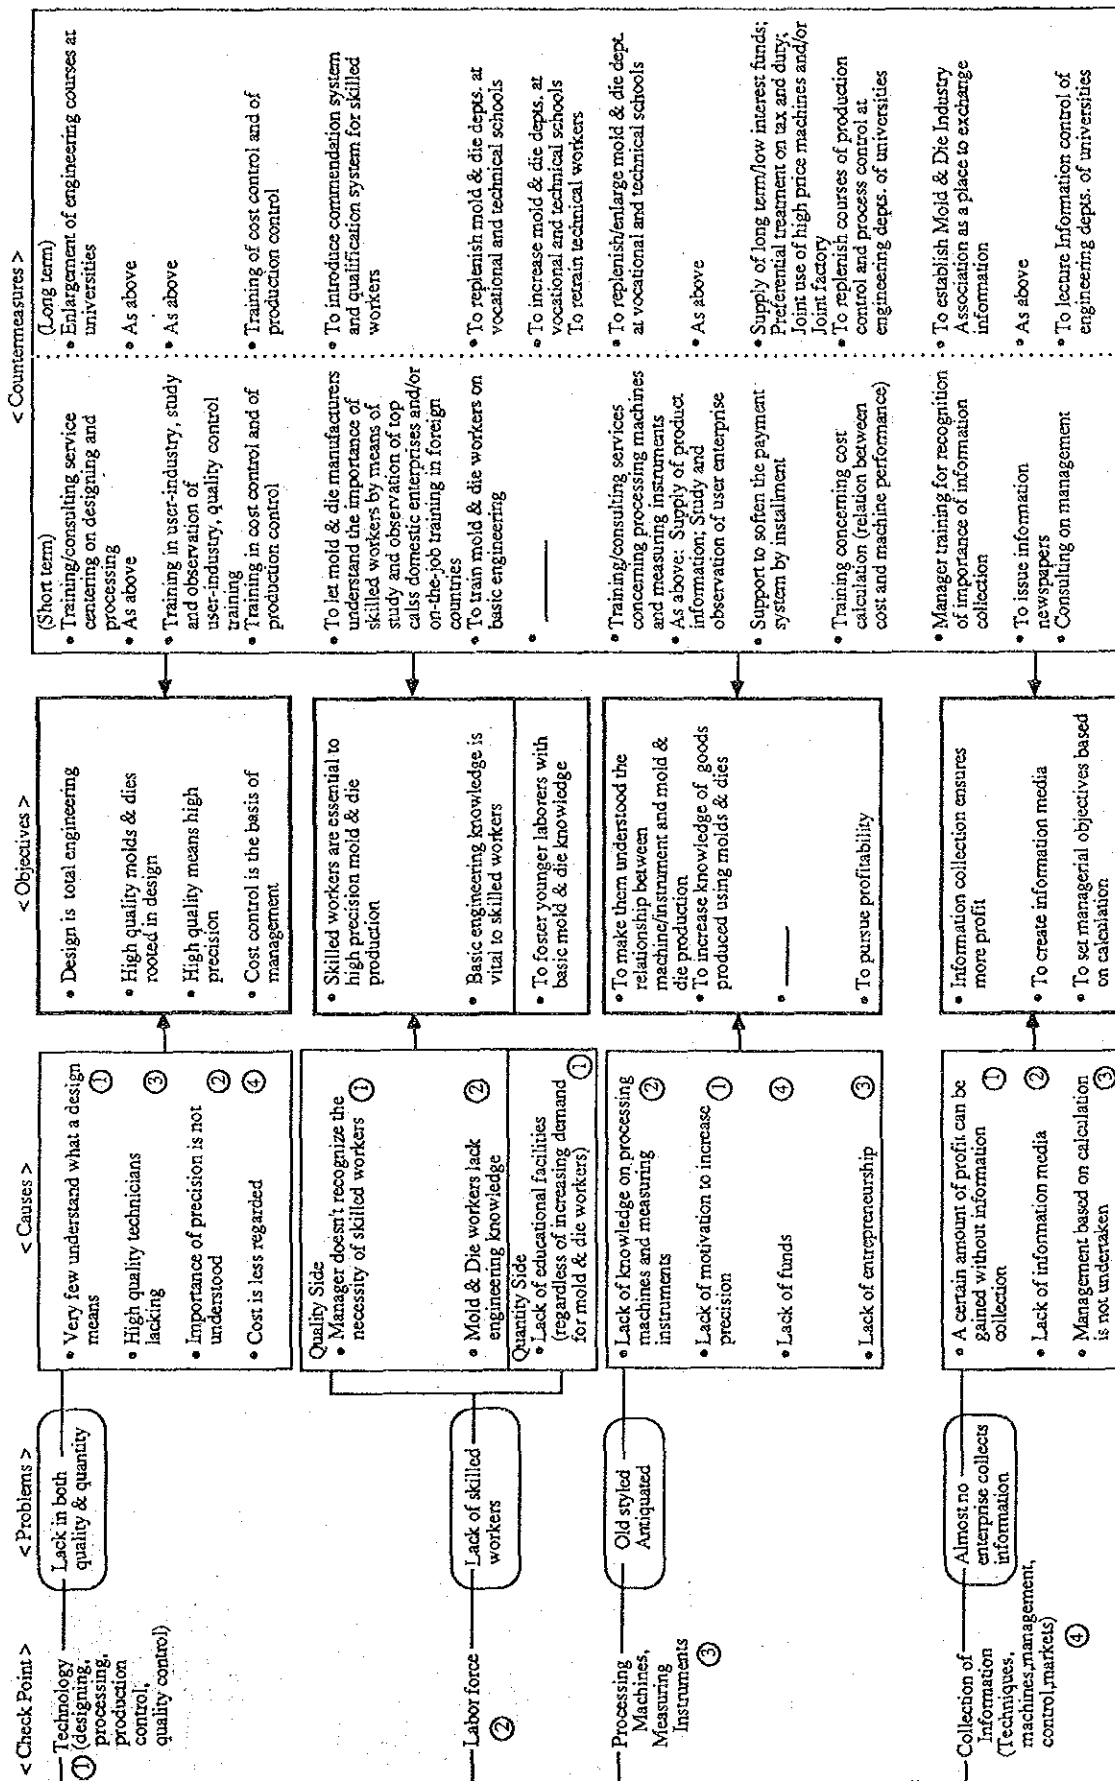 < Check Point >
Technology
① (designing,
processing,
production
control,
quality control)
Labor force
②
Processing
Machines,
Measuring
Instruments
③
Collection of
Information
(Techniques,
machines,management,
control,markets)
④
< Problems >
Lack in both
quality & quantity
Lack of skilled
workers
Old styled
Antiquated
Almost no
enterprise collects
information
< Causes >
• Very few understand what a design
means ①
• High quality technicians ③
lacking
• Importance of precision is not ②
understood
• Cost is less regarded ④
Quality Side
• Manager doesn't recognize the
necessity of skilled workers ①
• Mold & Die workers lack ②
engineering knowledge
Quantity Side
• Lack of educational facilities
(regardless of increasing demand
for mold & die workers) ①
• Lack of knowledge on processing
machines and measuring ②
instruments
• Lack of motivation to increase
precision ①
• Lack of funds ④
• Lack of entrepreneurship ③
• A certain amount of profit can be
gained without information ①
collection
• Lack of information media ②
• Management based on calculation
is not undertaken ③
< Objectives >
• Design is total engineering
• High quality molds & dies
rooted in design
• High quality means high
precision
• Cost control is the basis of
management
• Skilled workers are essential to
high precision mold & die
production
• Basic engineering knowledge is
vital to skilled workers
• To foster younger laborers with
basic mold & die knowledge
• To make them understood the
relationship between
machine/instrument and mold &
die production
• To increase knowledge of goods
produced using molds & dies
• ———
• To pursue profitability
• Information collection ensures
more profit
• To create information media
• To set managerial objectives based
on calculation
< Countermeasures >
(Short term)
• Training/consulting service
centering on designing and
processing
• As above
• Training in user-industry, study
and observation of
user-industry, quality control
training
• Training in cost control and of
production control
• To let mold & die manufacturers
understand the importance of
skilled workers by means of
study and observation of top
calss domestic enterprises and/or
on-the-job training in foreign
countries
• To train mold & die workers on
basic engineering
• ———
• Training/consulting services
concerning processing machines
and measuring instruments
• As above: Supply of product
information; Study and
observation of user enterprise
• Support to soften the payment
system by installment
• Training concerning cost
calculation (relation between
cost and machine performance)
• Manager training for recognition
of importance of information
collection
• To issue information
newspapers
• Consulting on management
(Long term)
• Enlargement of engineering courses at
universities
• As above
• As above
• Training of cost control and of
production control
• To introduce commendation system
and qualification system for skilled
workers
• To replenish mold & die depts. at
vocational and technical schools
• To increase mold & die depts. at
vocational and technical schools
To retrain technical workers
• To replenish/enlarge mold & die dept.
at vocational and technical schools
• As above
• Supply of long term/low interest funds;
Preferential treatment on tax and duty;
Joint use of high price machines and/or
Joint factory
• To replenish courses of production
control and process control at
engineering depts. of universities
• To establish Mold & Die Industry
Association as a place to exchange
information
• As above
• To lecure Information control of
engineering depts. of universities